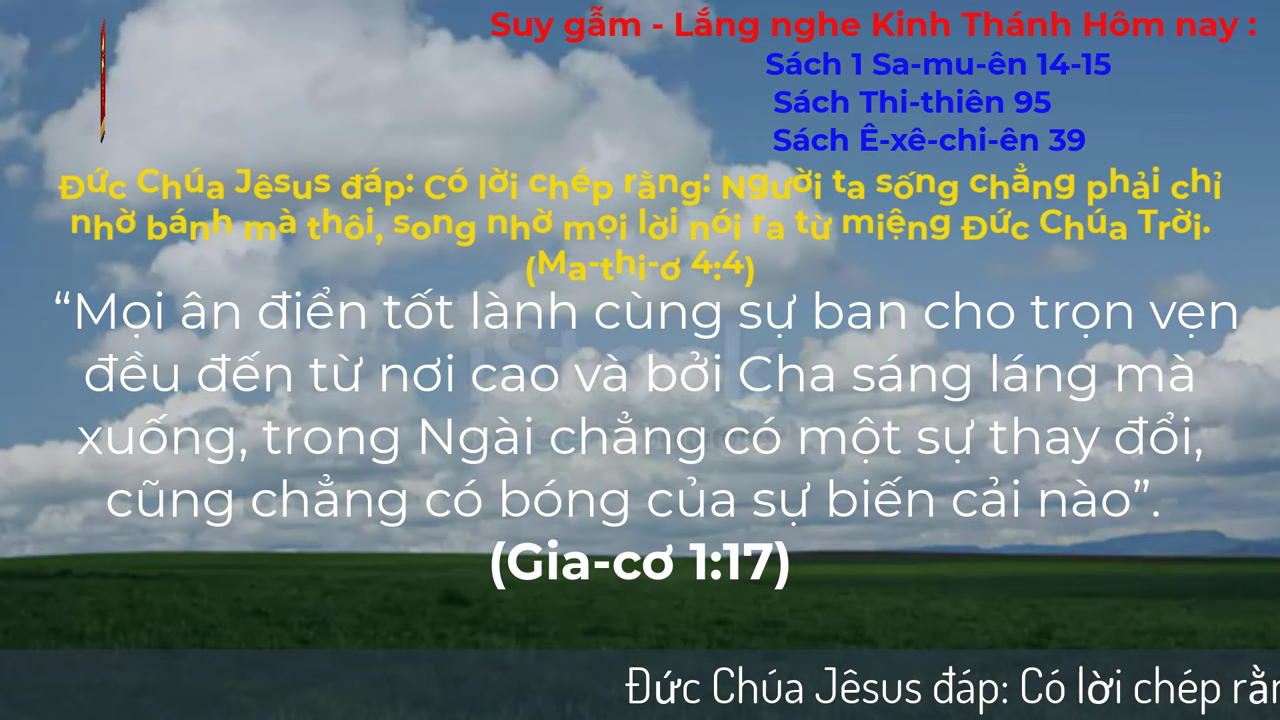 Suy gẫm - Lắng nghe Kinh Thánh Hôm nay :
Sách 1 Sa-mu-ên 14-15
Sách Thi-thiên 95
Sách Ê-xê-chi-ên 39
Đức Chúa Jêsus đáp: Có lời chép rằng: Người ta sống chẳng phải chỉ
nhờ bánh mà thôi, song nhờ mọi lời nói ra từ miệng Đức Chúa Trời.
(Ma-thi-ơ 4:4)
“Mọi ân điển tốt lành cùng sự ban cho trọn vẹn
đều đến từ nơi cao và bởi Cha sáng láng mà
xuống, trong Ngài chẳng có một sự thay đổi,
cũng chẳng có bóng của sự biến cải nào”.
(Gia-cơ 1:17)
Đức Chúa Jêsus đáp: Có lời chép